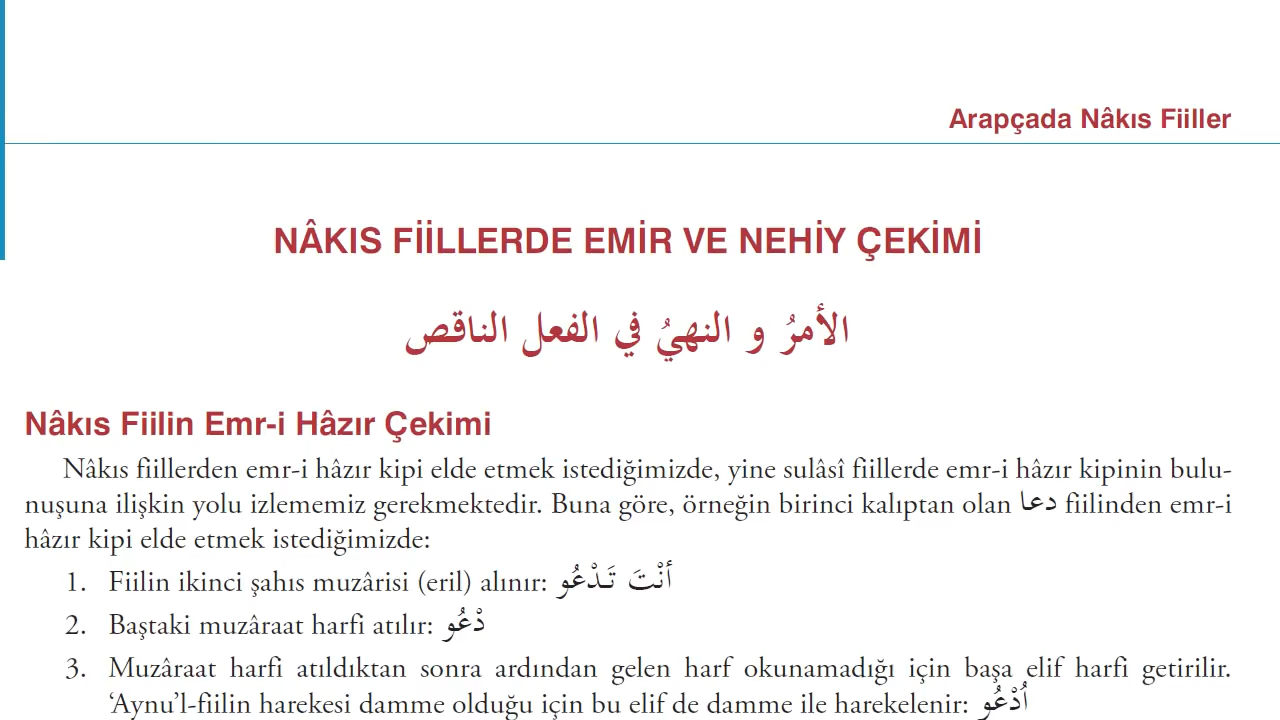 Arapçada Nâkıs Fiiller
NÂKIS FİİLLERDE EMİR VE NEHİY ÇEKİMİ
الأمرُ و النهيُ في الفعل الناقص
Nâkıs Fiilin Emr-i Hâzır Çekimi
Nâkıs fiillerden emr-i hâzır kipi elde etmek istediğimizde, yine sulâsî fiillerde emr-i hâzır kipinin bulu-
nuşuna ilişkin yolu izlememiz gerekmektedir. Buna göre, örneğin birinci kalıptan olan دعا fiilinden emr-i
hâzır kipi elde etmek istediğimizde:
1. Fiilin ikinci şahıs muzârisi (eril) alınır: أَنْتَ تَـدْعُو
2. Baştaki muzâraat harfi atılır: دْعُو
3. Muzâraat harfi atıldıktan sonra ardından gelen harf okunamadığı için başa elif harfi getirilir.
‘Aynu’l-fiilin harekesi damme olduğu için bu elif de damme ile harekelenir: اُدْعُو